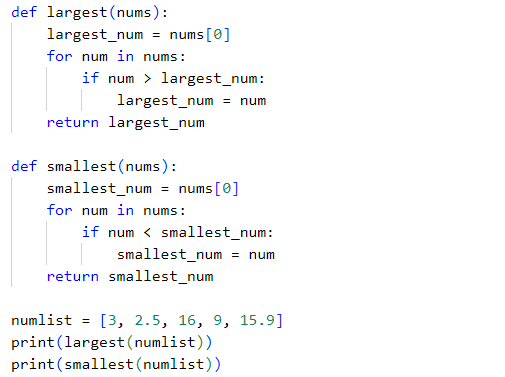 def largest(nums):
    largest_num = nums[0]
    for num in nums:
        if num > largest_num:
            largest_num = num
    return largest_num

def smallest(nums):
    smallest_num = nums[0]
    for num in nums:
        if num < smallest_num:
            smallest_num = num
    return smallest_num

numlist = [3, 2.5, 16, 9, 15.9]
print(largest(numlist))
print(smallest(numlist))